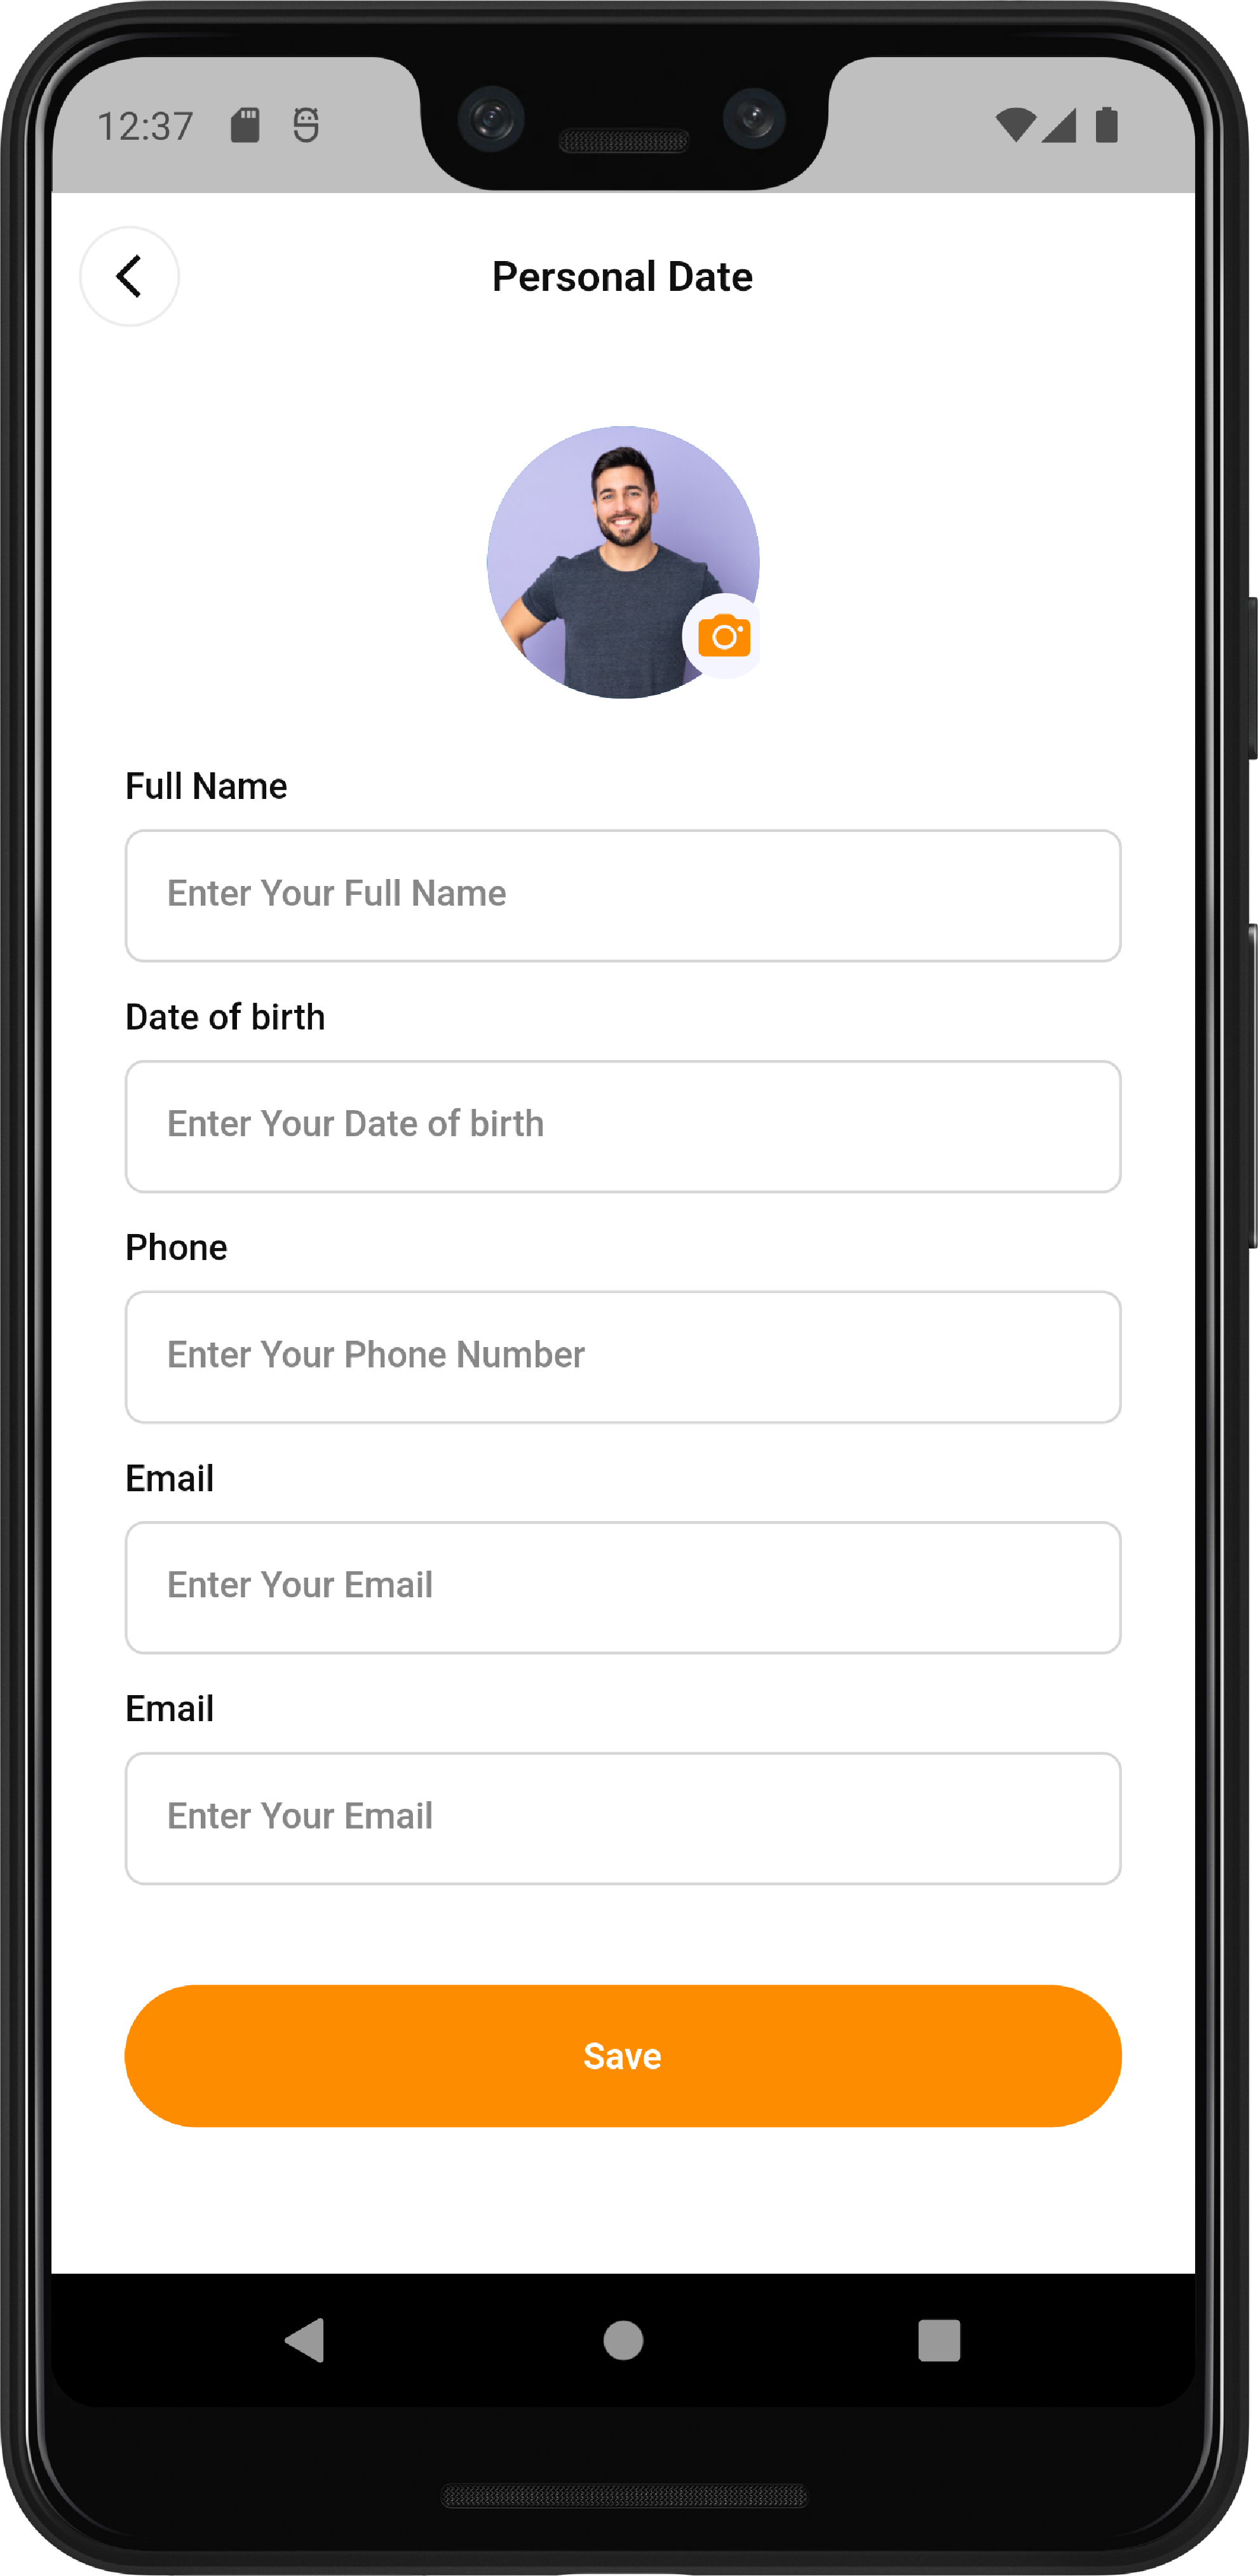 12:37
Personal Date
Full Name
Enter Your Full Name
Date of birth
Enter Your Date of birth
Phone
Enter Your Phone Number
Email
Enter Your Email
Email
Enter Your Email
Save